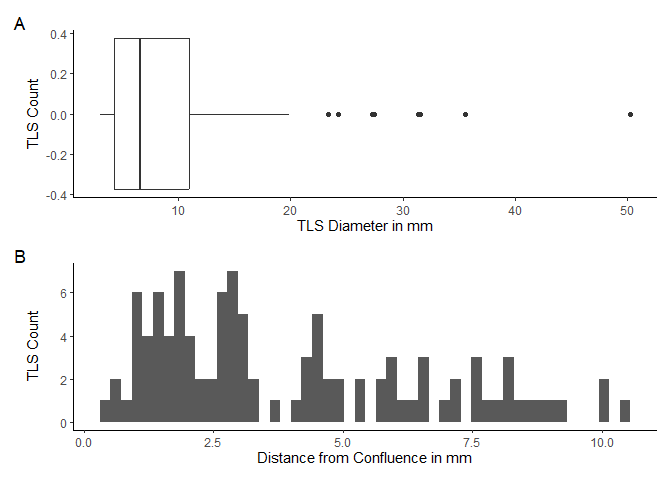 A
0.4
0.2
0.0
-0.2
-0.4
TLS Count
10 20 30 40 50
TLS Diameter in mm
B
6
4
2
0
TLS Count
0.0 2.5 5.0 7.5 10.0
Distance from Confluence in mm